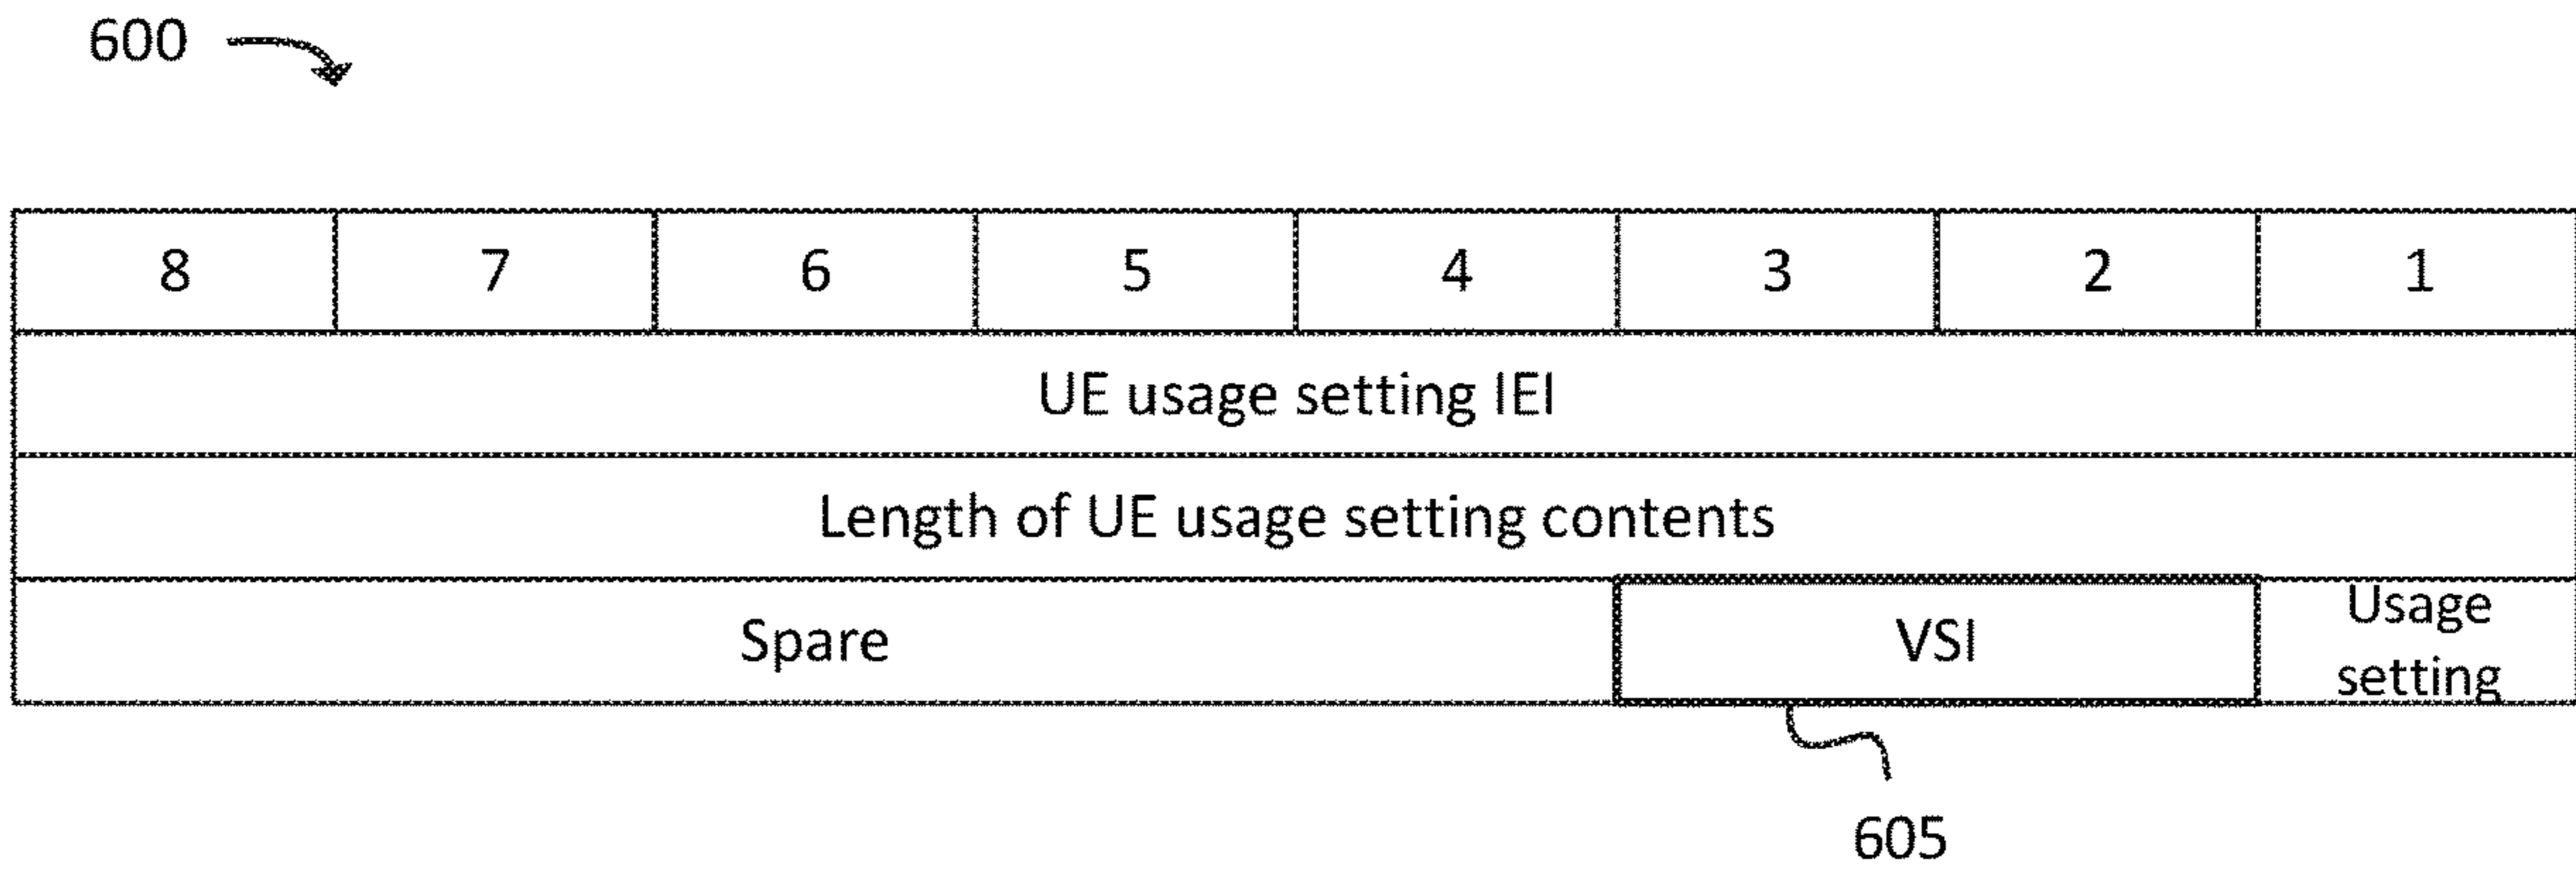 600
8 7 6 5 4 3 2 1
UE usage setting IEI
Length of UE usage setting contents
Spare VSI Usage
setting
605